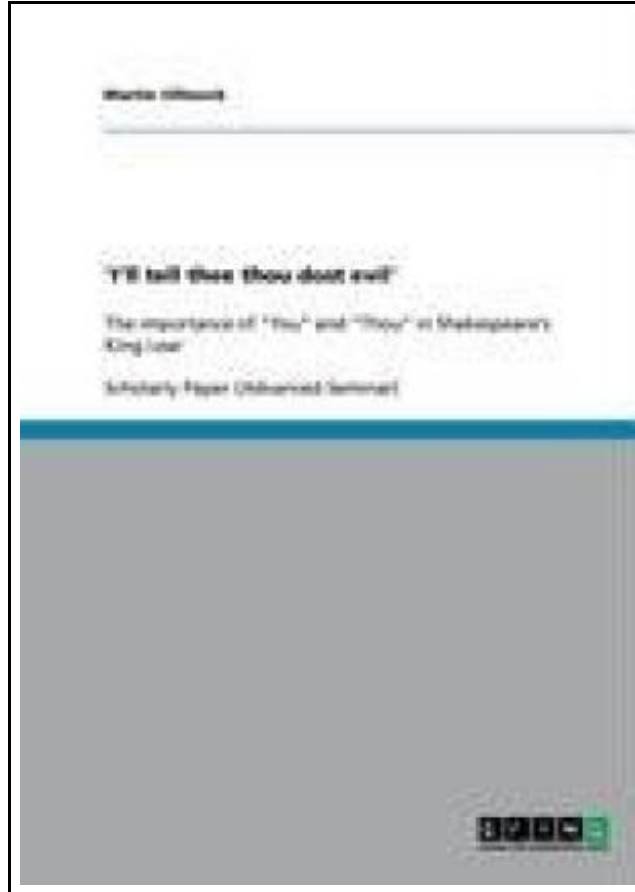 Martin
'I'll tell thee thou dost evil'
The importance of "You" and "Thou" in Shakespeare's
King Lear
Scholarly Paper (Advanced Seminar)